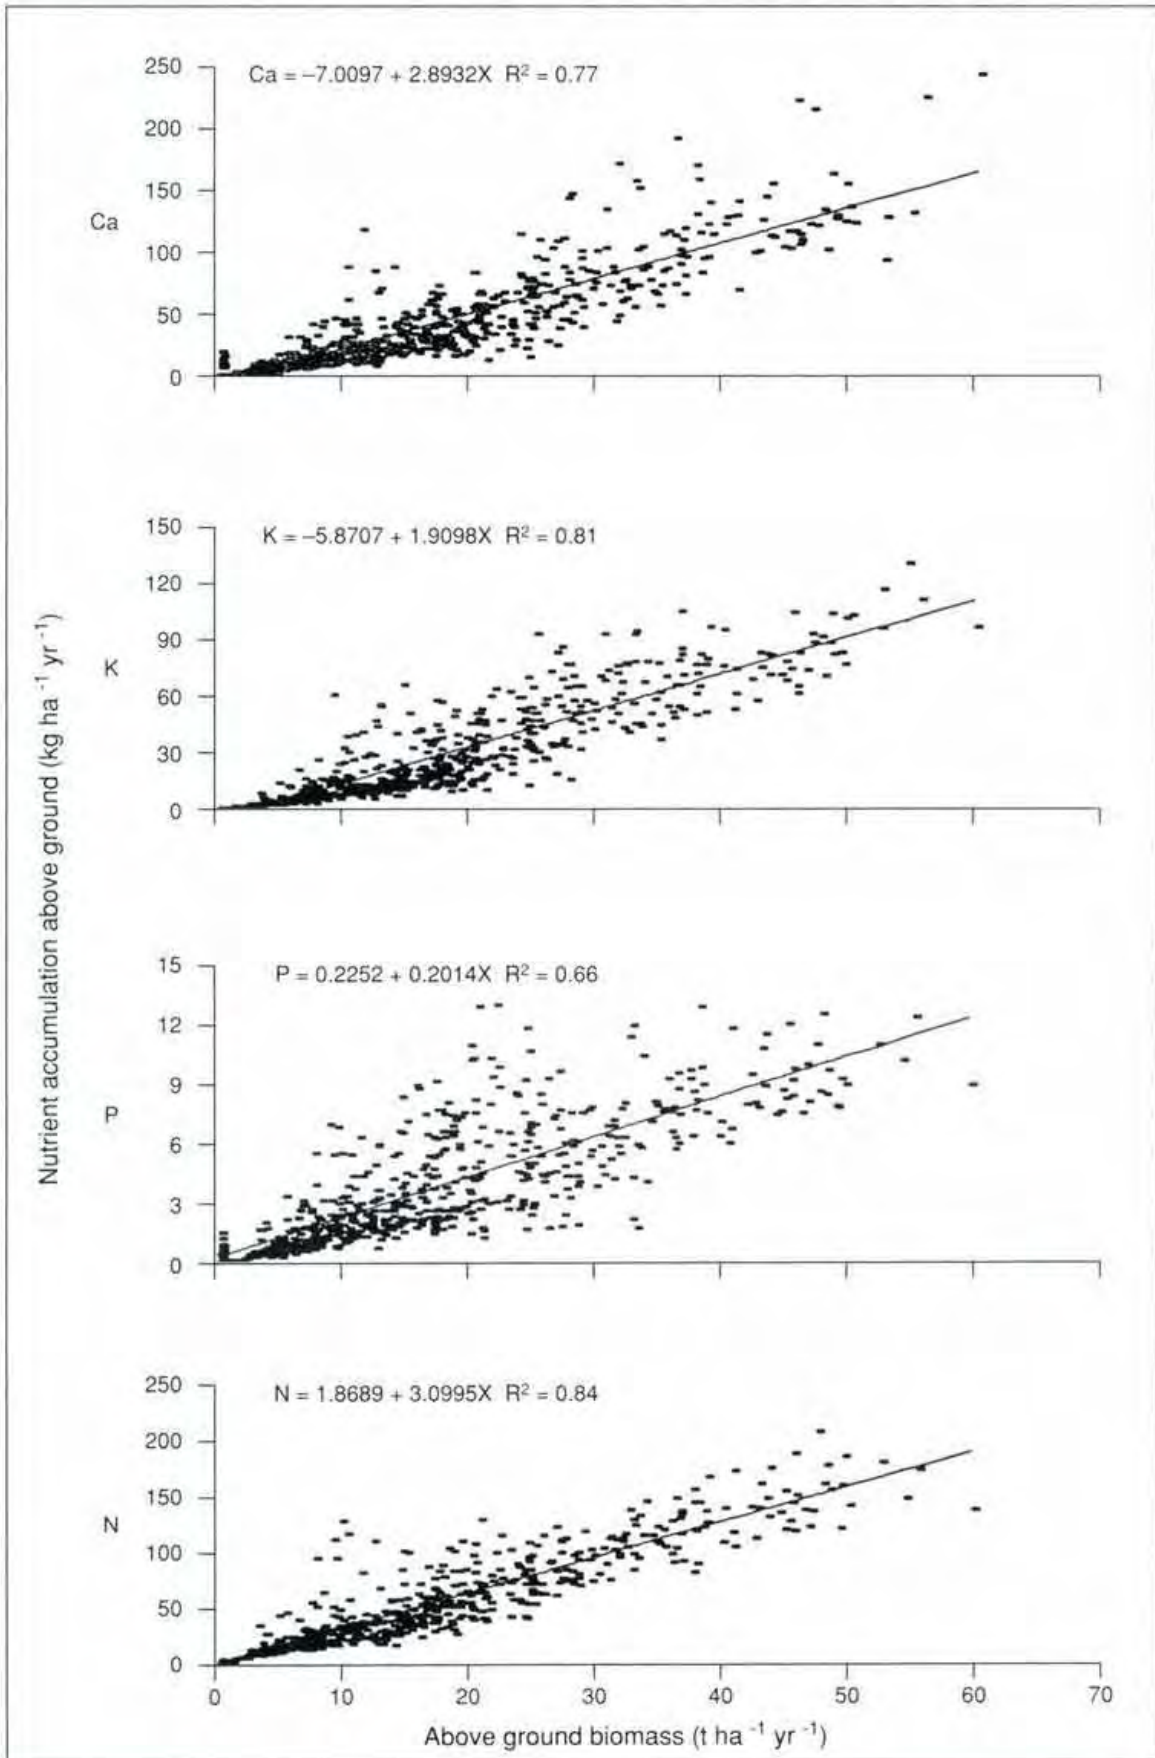 Nutrient accumulation above ground (kg ha -1 yr -1)
Ca = –7.0097 + 2.8932X R² = 0.77
250
200
150
Ca
100
50
0
K = –5.8707 + 1.9098X R² = 0.81
150
120
90
K
60
30
0
P = 0.2252 + 0.2014X R² = 0.66
15
12
9
P
6
3
0
N = 1.8689 + 3.0995X R² = 0.84
250
200
150
N
100
50
0
0 10 20 30 40 50 60 70
Above ground biomass (t ha -1 yr -1)